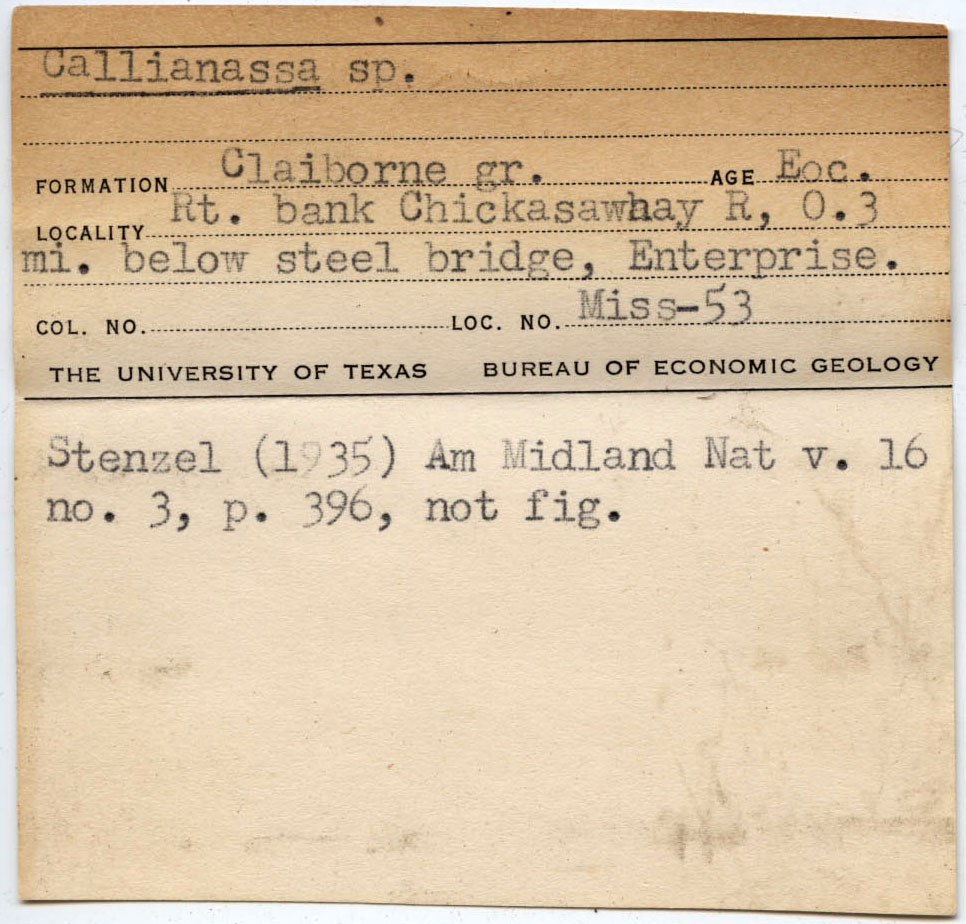 Callianassa sp.
FORMATION Claiborne gr. AGE Eoc.
LOCALITY Rt. bank Chickasawhay R, 0.3
mi. below steel bridge, Enterprise.
COL. NO. LOC. NO. Miss-53
THE UNIVERSITY OF TEXAS BUREAU OF ECONOMIC GEOLOGY
Stenzel (1935) Am Midland Nat v. 16
no. 3, p. 396, not fig.